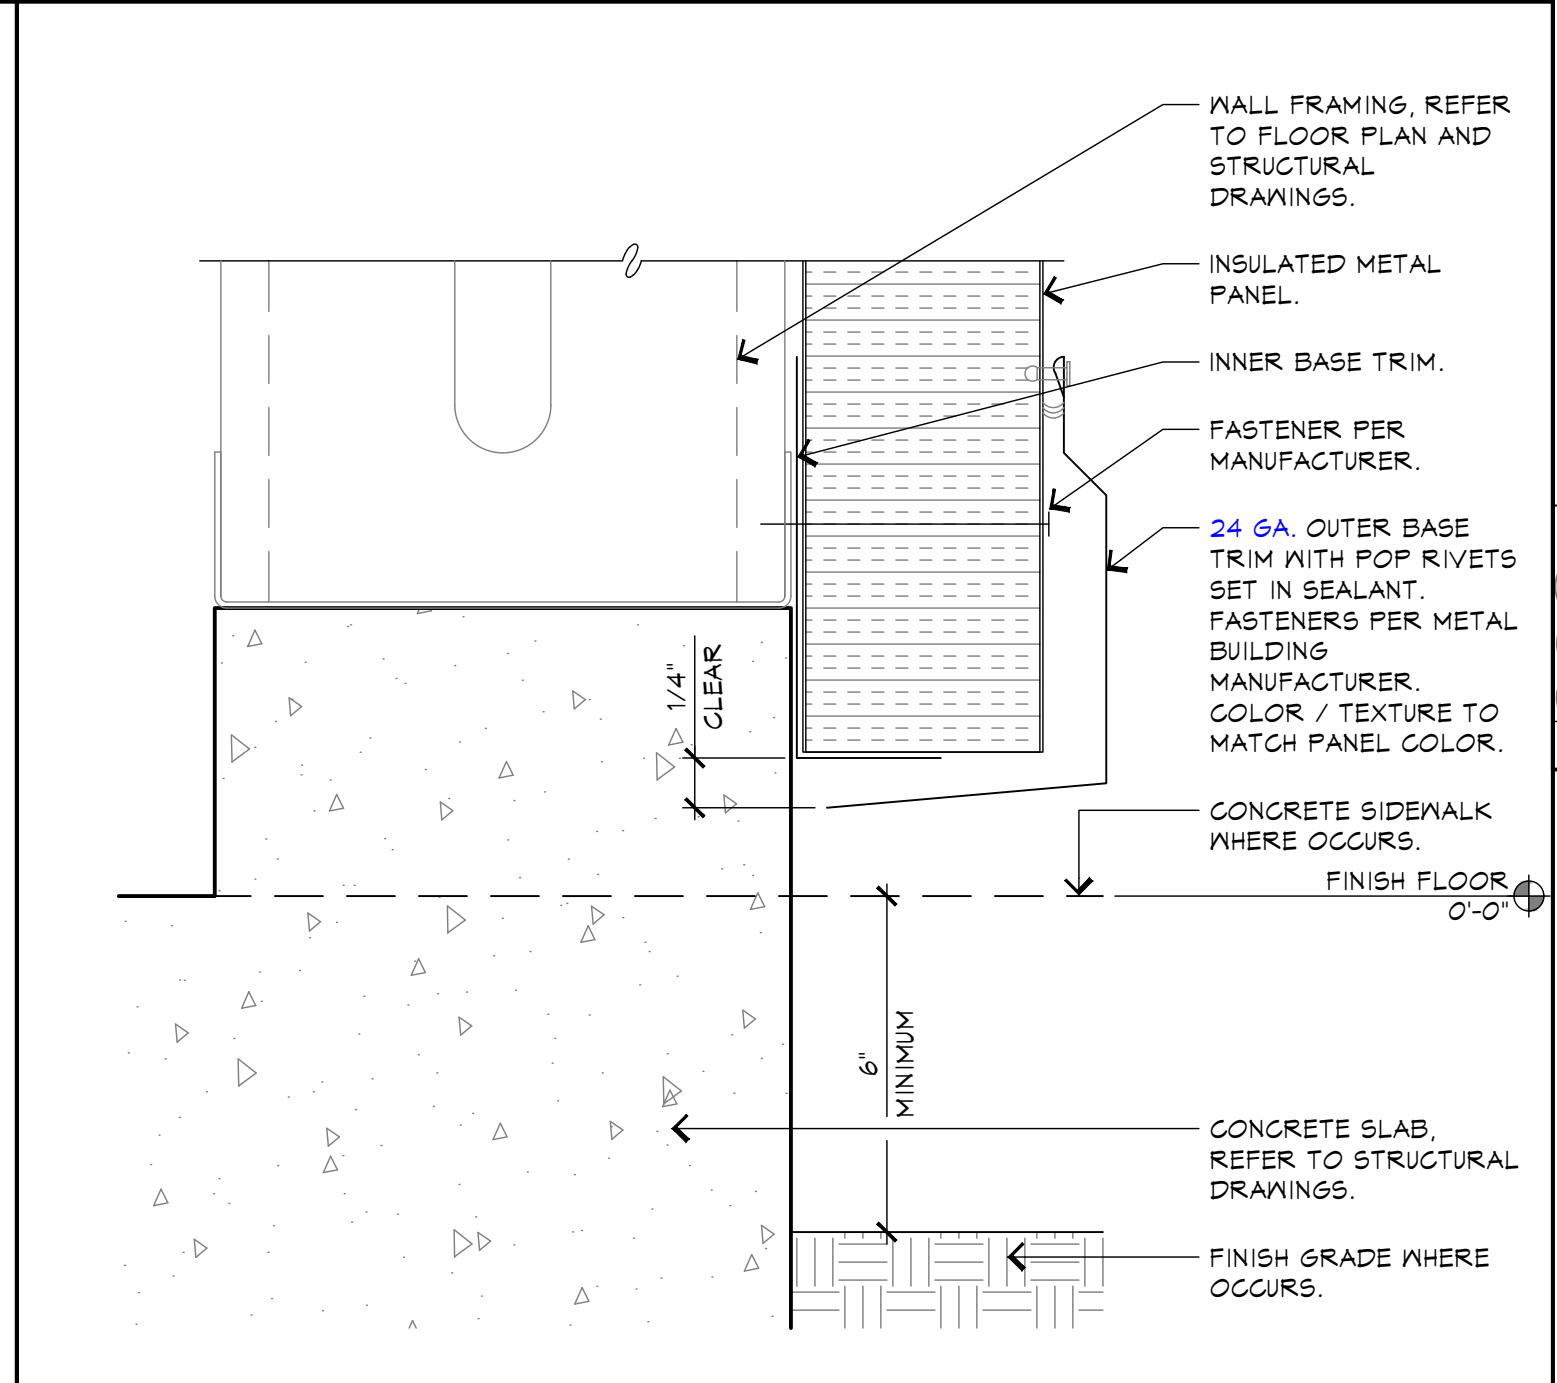 WALL FRAMING, REFER
TO FLOOR PLAN AND
STRUCTURAL
DRAWINGS.
INSULATED METAL
PANEL.
INNER BASE TRIM.
FASTENER PER
MANUFACTURER.
24 GA. OUTER BASE
TRIM WITH POP RIVETS
SET IN SEALANT.
FASTENERS PER METAL
BUILDING
MANUFACTURER.
COLOR / TEXTURE TO
MATCH PANEL COLOR.
1/4"
CLEAR
CONCRETE SIDEWALK
WHERE OCCURS.
FINISH FLOOR
0'-0"
6"
MINIMUM
CONCRETE SLAB,
REFER TO STRUCTURAL
DRAWINGS.
FINISH GRADE WHERE
OCCURS.